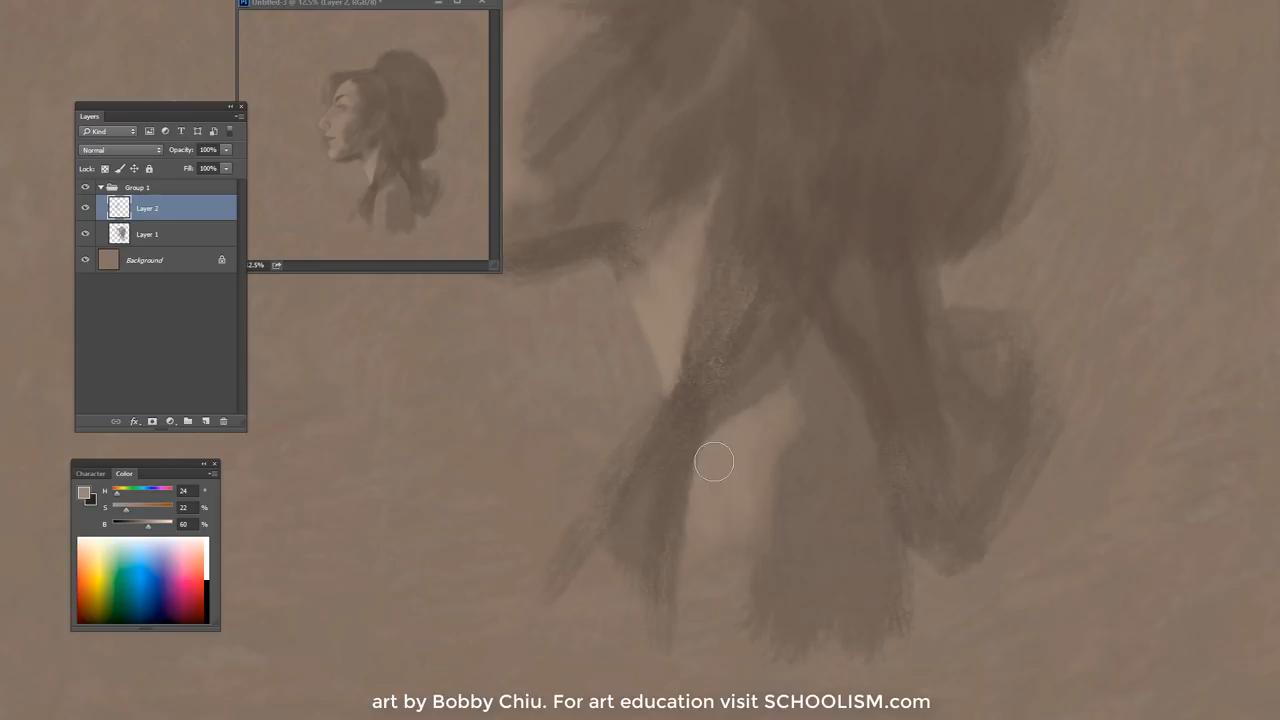 Untitled-3 @ 12.5% (Layer 2, RGB/8) *
Layers
Kind
Normal Opacity: 100%
Lock: Fill: 100%
Group 1
Layer 2
Layer 1
Background
2.5%
fx
Character Color
H 24 °
S 22 %
B 60 %
art by Bobby Chiu. For art education visit SCHOOLISM.com